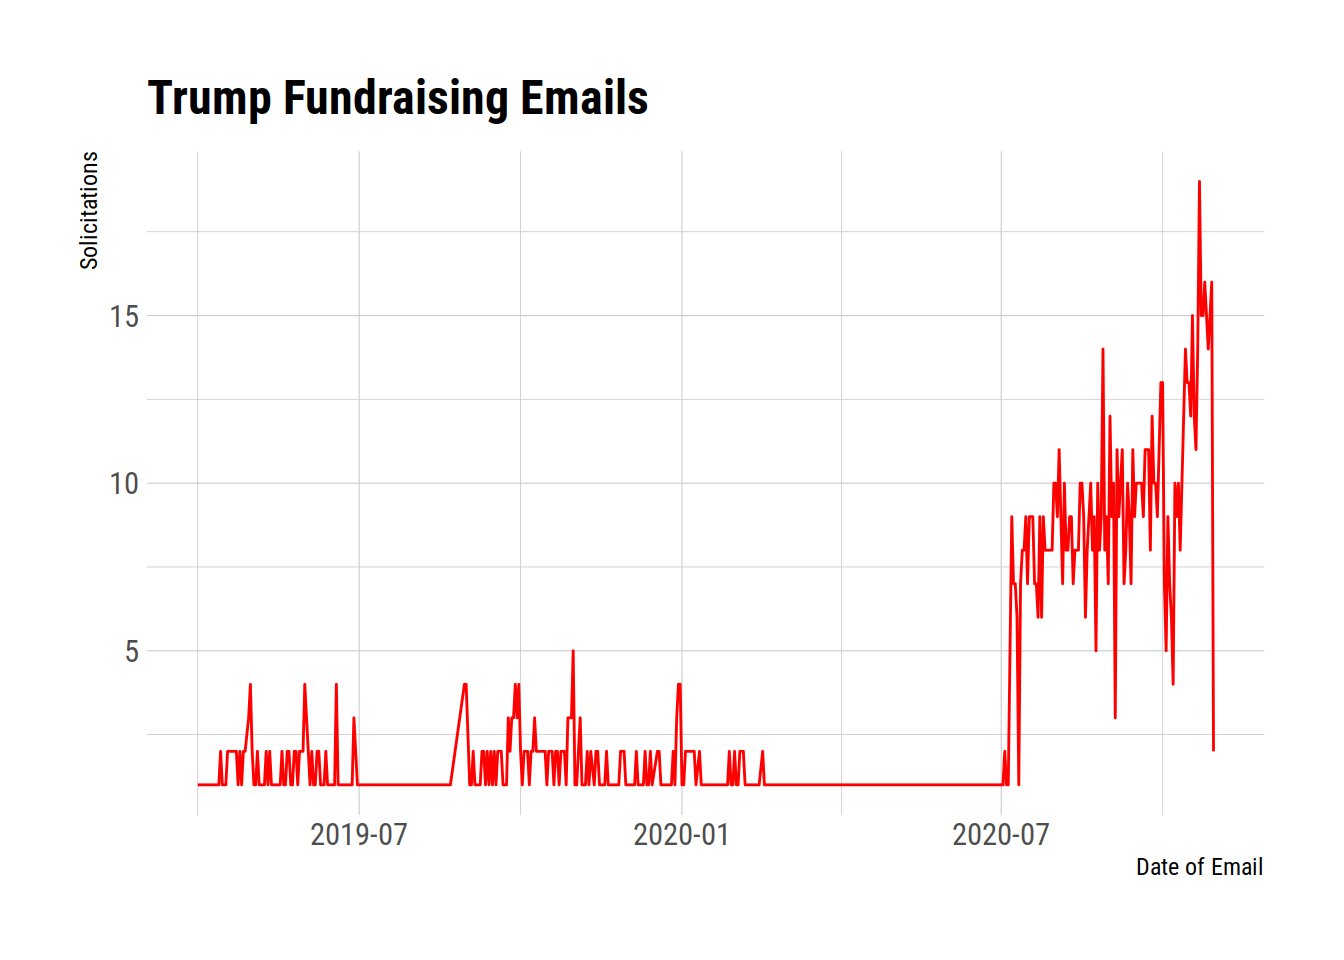 Trump Fundraising Emails
Solicitations
15
10
5
2019-07
2020-01
2020-07
Date of Email